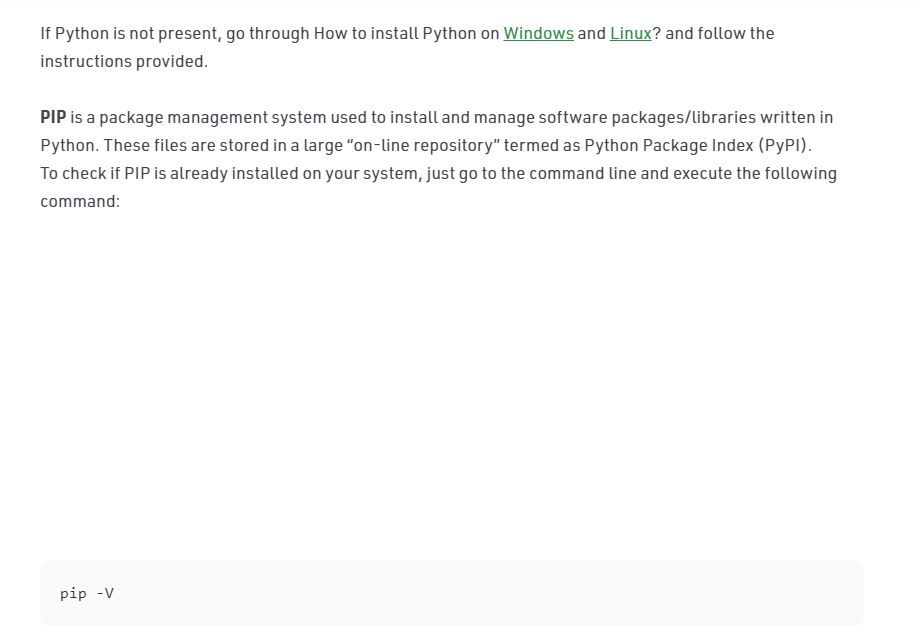 If Python is not present, go through How to install Python on Windows and Linux? and follow the
instructions provided.
PIP is a package management system used to install and manage software packages/libraries written in
Python. These files are stored in a large “on-line repository” termed as Python Package Index (PyPI).
To check if PIP is already installed on your system, just go to the command line and execute the following
command:
pip -V